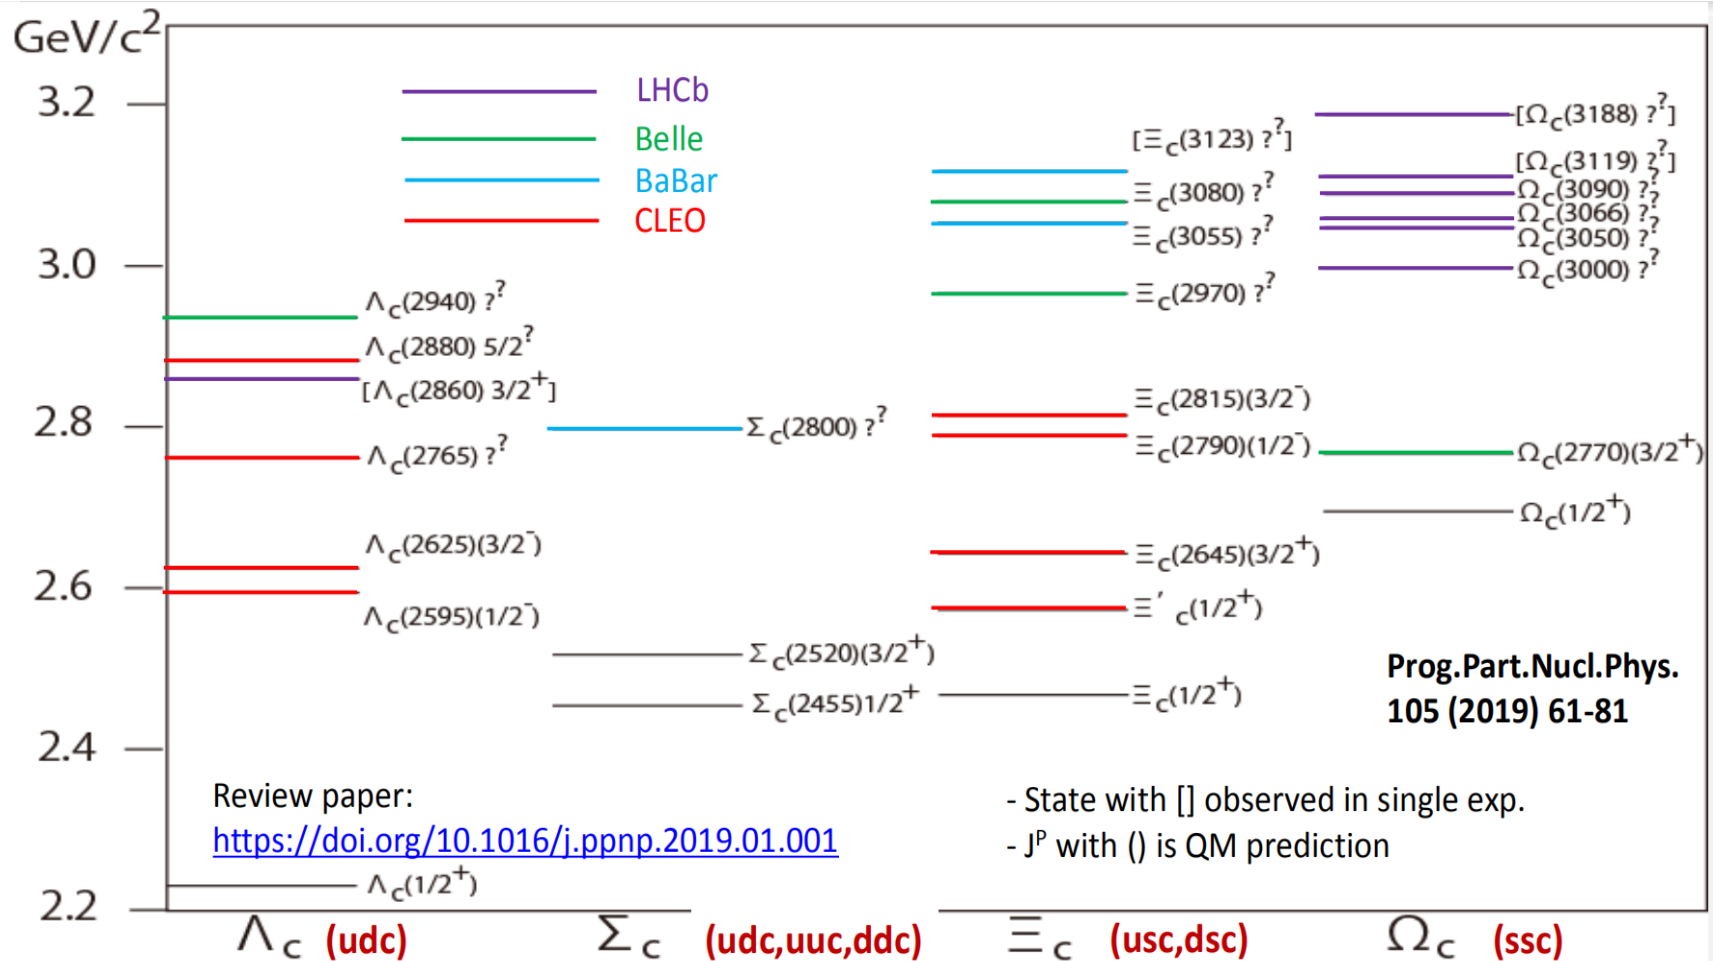 GeV/c²
3.2
3.0
2.8
2.6
2.4
2.2
LHCb
Belle
BaBar
CLEO
Λc(2940) ??
Λc(2880) 5/2?
[Λc(2860) 3/2+]
Λc(2765) ??
Λc(2625)(3/2-)
Λc(2595)(1/2-)
Λc(1/2+)
Σc(2800) ??
Σc(2520)(3/2+)
Σc(2455)1/2+
[Ξc(3123) ??]
Ξc(3080) ??
Ξc(3055) ??
Ξc(2970) ??
Ξc(2815)(3/2-)
Ξc(2790)(1/2-)
Ξc(2645)(3/2+)
Ξ′c(1/2+)
Ξc(1/2+)
[Ωc(3188) ??]
[Ωc(3119) ??]
Ωc(3090) ??
Ωc(3066) ??
Ωc(3050) ??
Ωc(3000) ??
Ωc(2770)(3/2+)
Ωc(1/2+)
Prog.Part.Nucl.Phys.
105 (2019) 61-81
Review paper:
https://doi.org/10.1016/j.ppnp.2019.01.001
- State with [] observed in single exp.
- Jᴾ with () is QM prediction
Λc (udc) Σc (udc,uuc,ddc) Ξc (usc,dsc) Ωc (ssc)